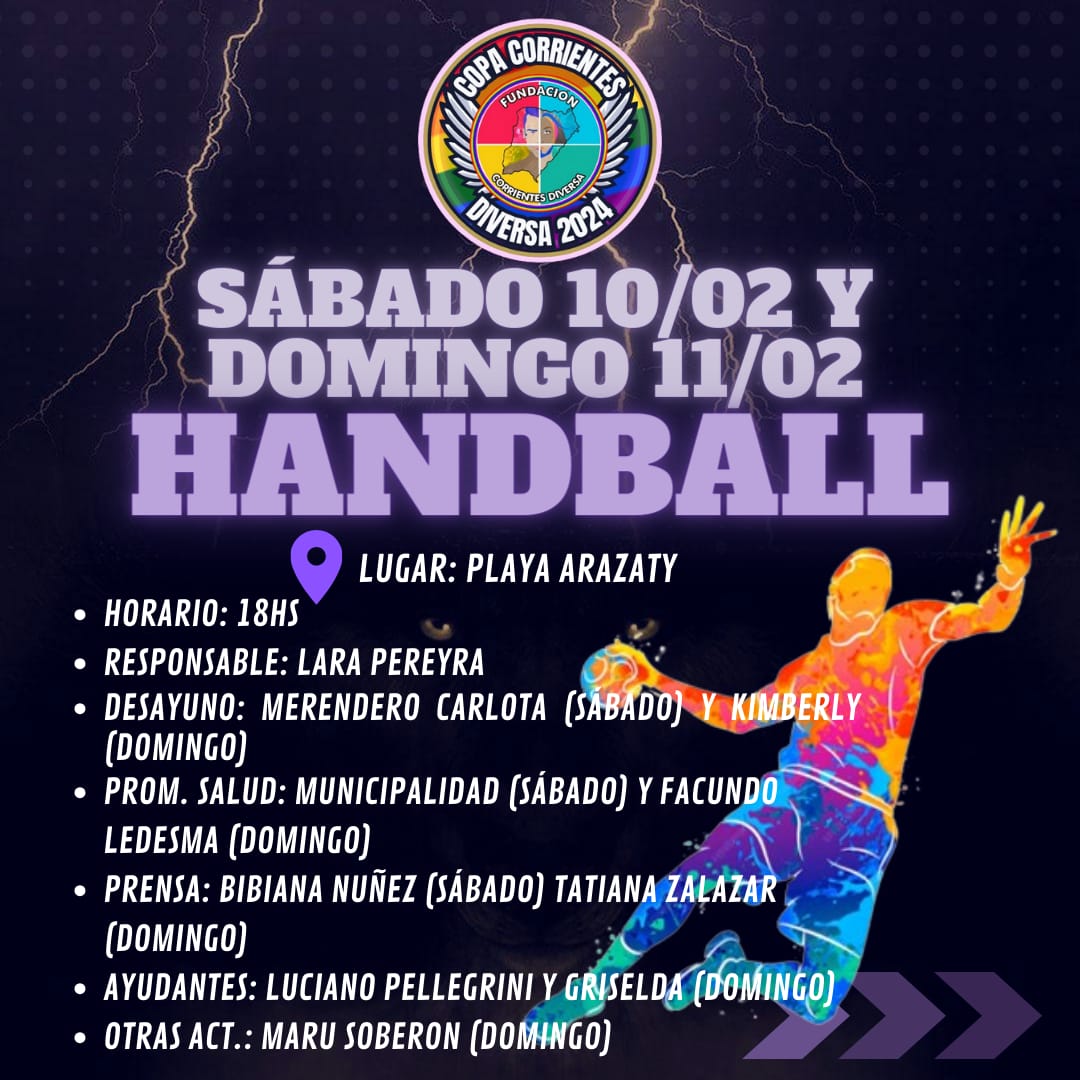 COPA CORRIENTES
FUNDACION
CORRIENTES DIVERSA
DIVERSA 2024
SÁBADO 10/02 Y
DOMINGO 11/02
HANDBALL
LUGAR: PLAYA ARAZATY
• HORARIO: 18HS
• RESPONSABLE: LARA PEREYRA
• DESAYUNO: MERENDERO CARLOTA (SÁBADO) Y KIMBERLY
(DOMINGO)
• PROM. SALUD: MUNICIPALIDAD (SÁBADO) Y FACUNDO
LEDESMA (DOMINGO)
• PRENSA: BIBIANA NUÑEZ (SÁBADO) TATIANA ZALAZAR
(DOMINGO)
• AYUDANTES: LUCIANO PELLEGRINI Y GRISELDA (DOMINGO)
• OTRAS ACT.: MARU SOBERON (DOMINGO)